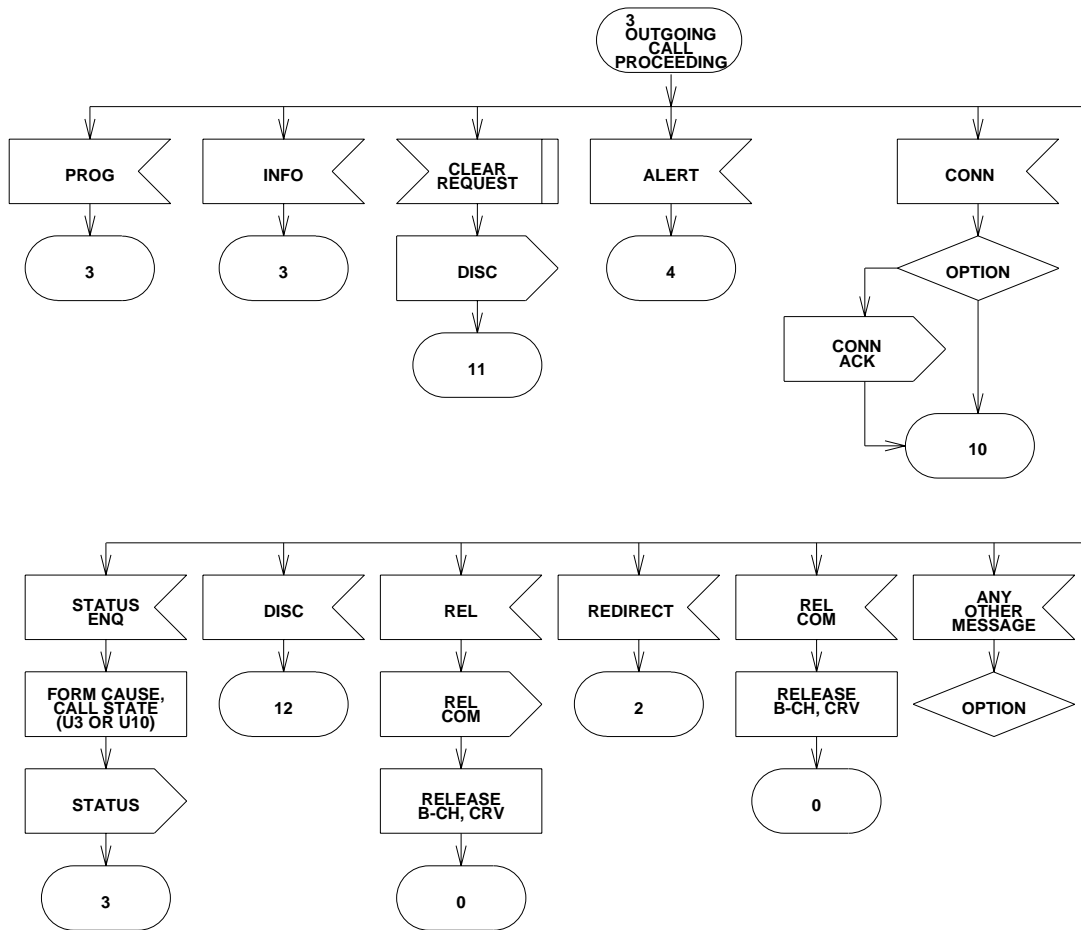 3
OUTGOING
CALL
PROCEEDING
PROG
INFO
CLEAR
REQUEST
ALERT
CONN
3
3
DISC
4
OPTION
11
CONN
ACK
10
STATUS
ENQ
DISC
REL
REDIRECT
REL
COM
ANY
OTHER
MESSAGE
FORM CAUSE,
CALL STATE
(U3 OR U10)
12
REL
COM
2
RELEASE
B-CH, CRV
OPTION
STATUS
RELEASE
B-CH, CRV
0
3
0